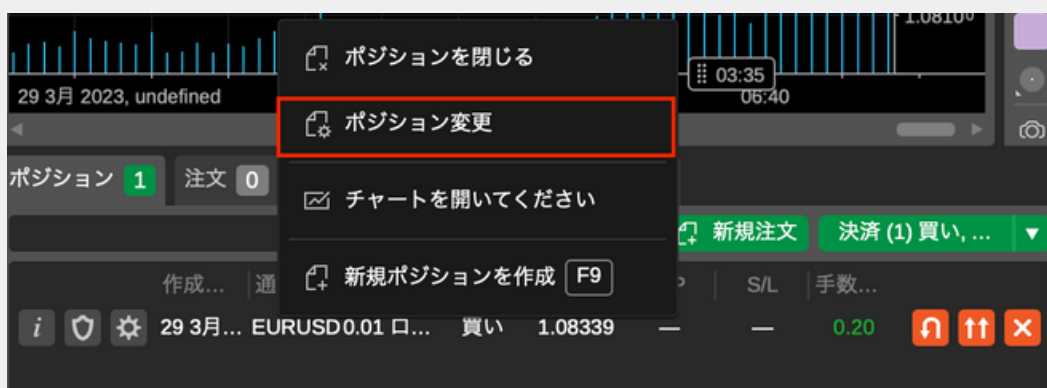 1.08100
ポジションを閉じる
03:35
29 3月 2023, undefined
06:40
ポジション変更
ポジション 1 注文 0
チャートを開いてください
新規注文 決済 (1) 買い, ...
新規ポジションを作成 F9
作成... 通 P S/L 手数...
i 29 3月... EURUSD 0.01 ロ... 買い 1.08339 — — 0.20